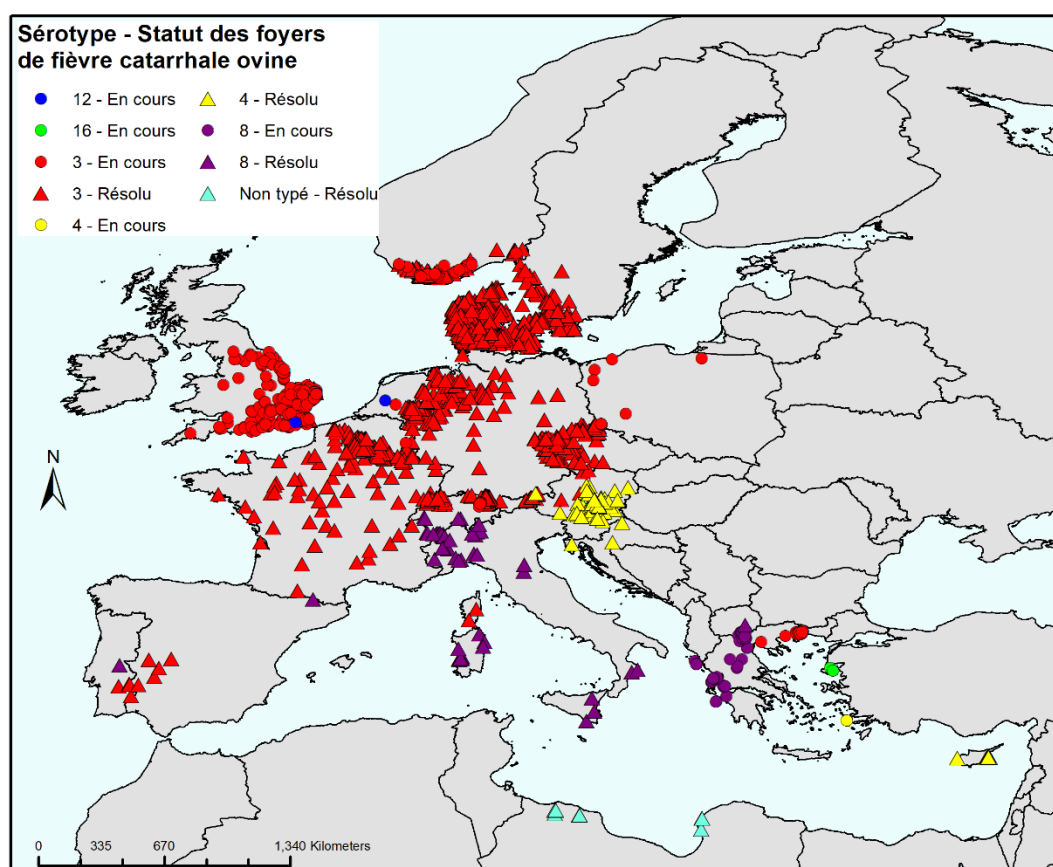 Sérotype - Statut des foyers
de fièvre catarrhale ovine
12 - En cours
16 - En cours
3 - En cours
3 - Résolu
4 - En cours
4 - Résolu
8 - En cours
8 - Résolu
Non typé - Résolu
N
0 335 670 1,340 Kilometers